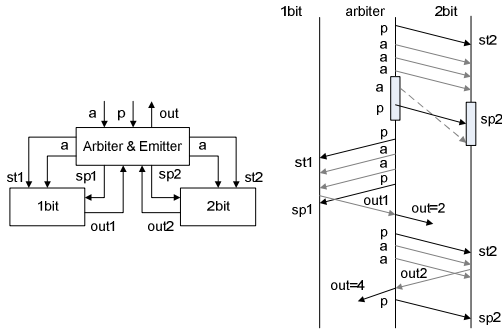 1bit arbiter 2bit
p
a st2
a
a
a
p sp2
p
st1 a
a
p
sp1 out1
out=2
p
a st2
a
out2
out=4
p sp2
a p out
Arbiter & Emitter
a a
st1 sp1 sp2 st2
1bit 2bit
out1 out2